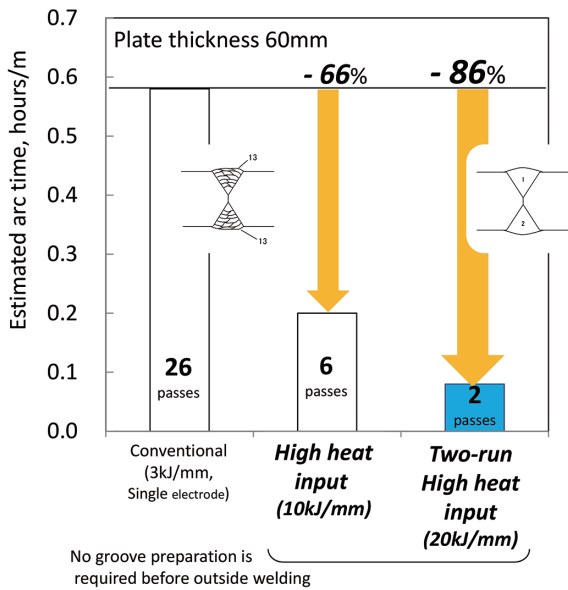 Plate thickness 60mm
- 66%
- 86%
Estimated arc time, hours/m
0.7
0.6
0.5
0.4
0.3
0.2
0.1
0.0
13
13
1
2
26
passes
6
passes
2
passes
Conventional
(3kJ/mm,
Single electrode)
High heat
input
(10kJ/mm)
Two-run
High heat
input
(20kJ/mm)
No groove preparation is
required before outside welding